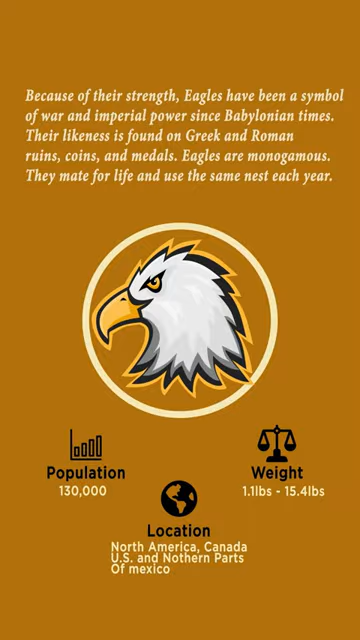 Because of their strength, Eagles have been a symbol
of war and imperial power since Babylonian times.
Their likeness is found on Greek and Roman
ruins, coins, and medals. Eagles are monogamous.
They mate for life and use the same nest each year.
Population
130,000
Weight
1.1lbs - 15.4lbs
Location
North America, Canada
U.S. and Nothern Parts
Of mexico